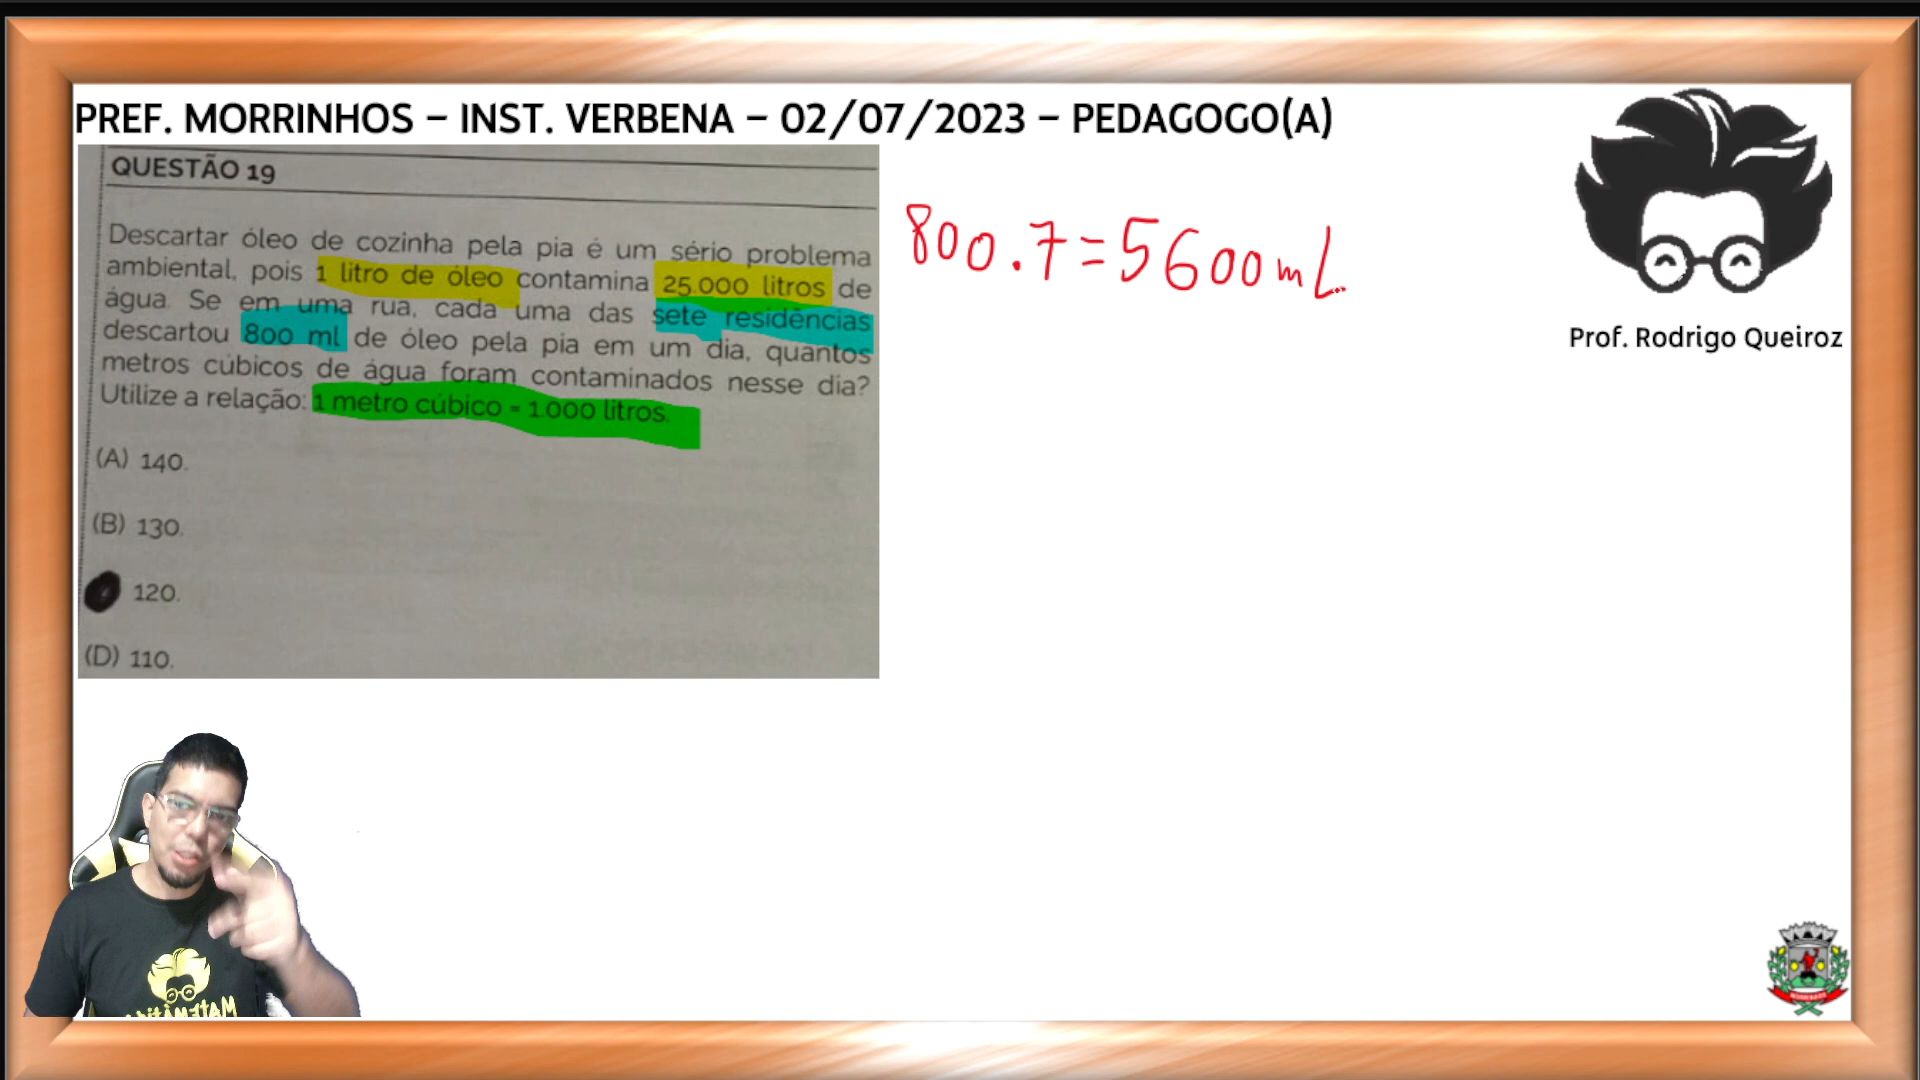 PREF. MORRINHOS – INST. VERBENA – 02/07/2023 – PEDAGOGO(A)
QUESTÃO 19
Descartar óleo de cozinha pela pia é um sério problema
ambiental, pois 1 litro de óleo contamina 25.000 litros de
água. Se em uma rua, cada uma das sete residências
descartou 800 ml de óleo pela pia em um dia, quantos
metros cúbicos de água foram contaminados nesse dia?
Utilize a relação: 1 metro cúbico = 1.000 litros.
(A) 140.
(B) 130.
120.
(D) 110.
800.7=5600mL
Prof. Rodrigo Queiroz